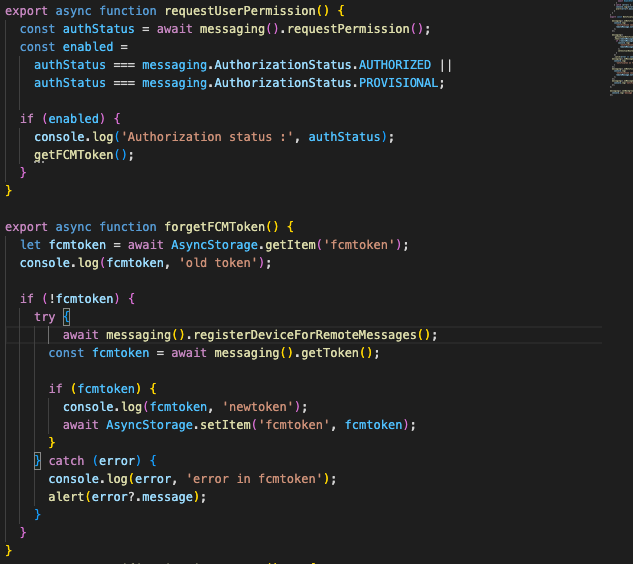 export async function requestUserPermission() {
const authStatus = await messaging().requestPermission();
const enabled =
authStatus === messaging.AuthorizationStatus.AUTHORIZED ||
authStatus === messaging.AuthorizationStatus.PROVISIONAL;
if (enabled) {
console.log('Authorization status :', authStatus);
getFCMToken();
}
}
export async function forgetFCMToken() {
let fcmtoken = await AsyncStorage.getItem('fcmtoken');
console.log(fcmtoken, 'old token');
if (!fcmtoken) {
try {
await messaging().registerDeviceForRemoteMessages();
const fcmtoken = await messaging().getToken();
if (fcmtoken) {
console.log(fcmtoken, 'newtoken');
await AsyncStorage.setItem('fcmtoken', fcmtoken);
}
} catch (error) {
console.log(error, 'error in fcmtoken');
alert(error?.message);
}
}
}